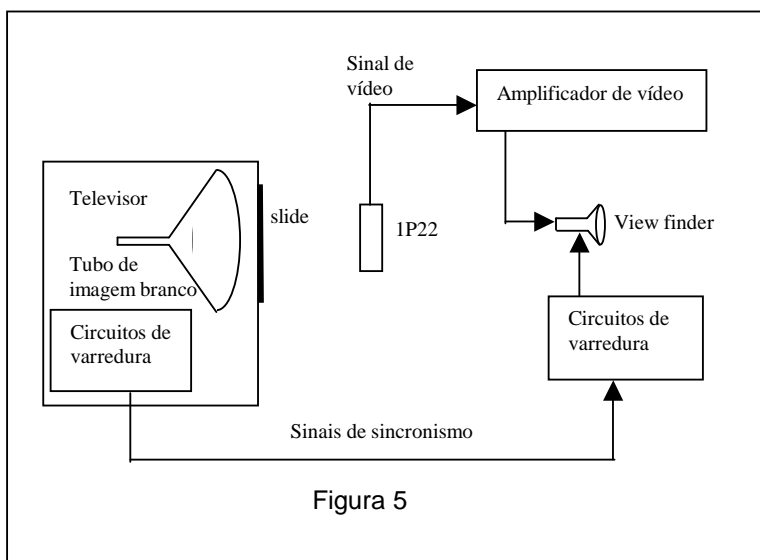 Sinal de
vídeo
Amplificador de vídeo
Televisor
slide
1P22
View finder
Tubo de
imagem branco
Circuitos de
varredura
Circuitos de
varredura
Sinais de sincronismo
Figura 5